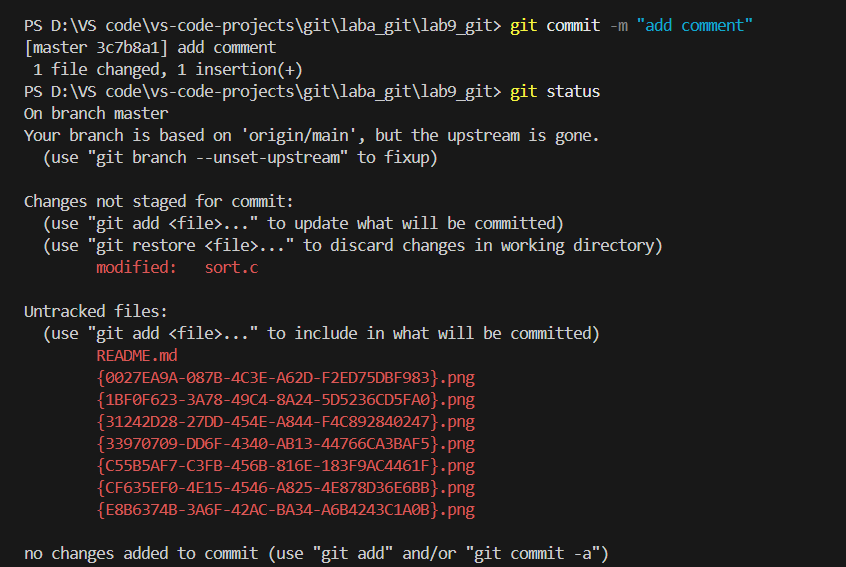 PS D:\VS code\vs-code-projects\git\laba_git\lab9_git> git commit -m "add comment"
[master 3c7b8a1] add comment
 1 file changed, 1 insertion(+)
PS D:\VS code\vs-code-projects\git\laba_git\lab9_git> git status
On branch master
Your branch is based on 'origin/main', but the upstream is gone.
  (use "git branch --unset-upstream" to fixup)

Changes not staged for commit:
  (use "git add <file>..." to update what will be committed)
  (use "git restore <file>..." to discard changes in working directory)
        modified:   sort.c

Untracked files:
  (use "git add <file>..." to include in what will be committed)
        README.md
        {0027EA9A-087B-4C3E-A62D-F2ED75DBF983}.png
        {1BF0F623-3A78-49C4-8A24-5D5236CD5FA0}.png
        {31242D28-27DD-454E-A844-F4C892840247}.png
        {33970709-DD6F-4340-AB13-44766CA3BAF5}.png
        {C55B5AF7-C3FB-456B-816E-183F9AC4461F}.png
        {CF635EF0-4E15-4546-A825-4E878D36E6BB}.png
        {E8B6374B-3A6F-42AC-BA34-A6B4243C1A0B}.png

no changes added to commit (use "git add" and/or "git commit -a")